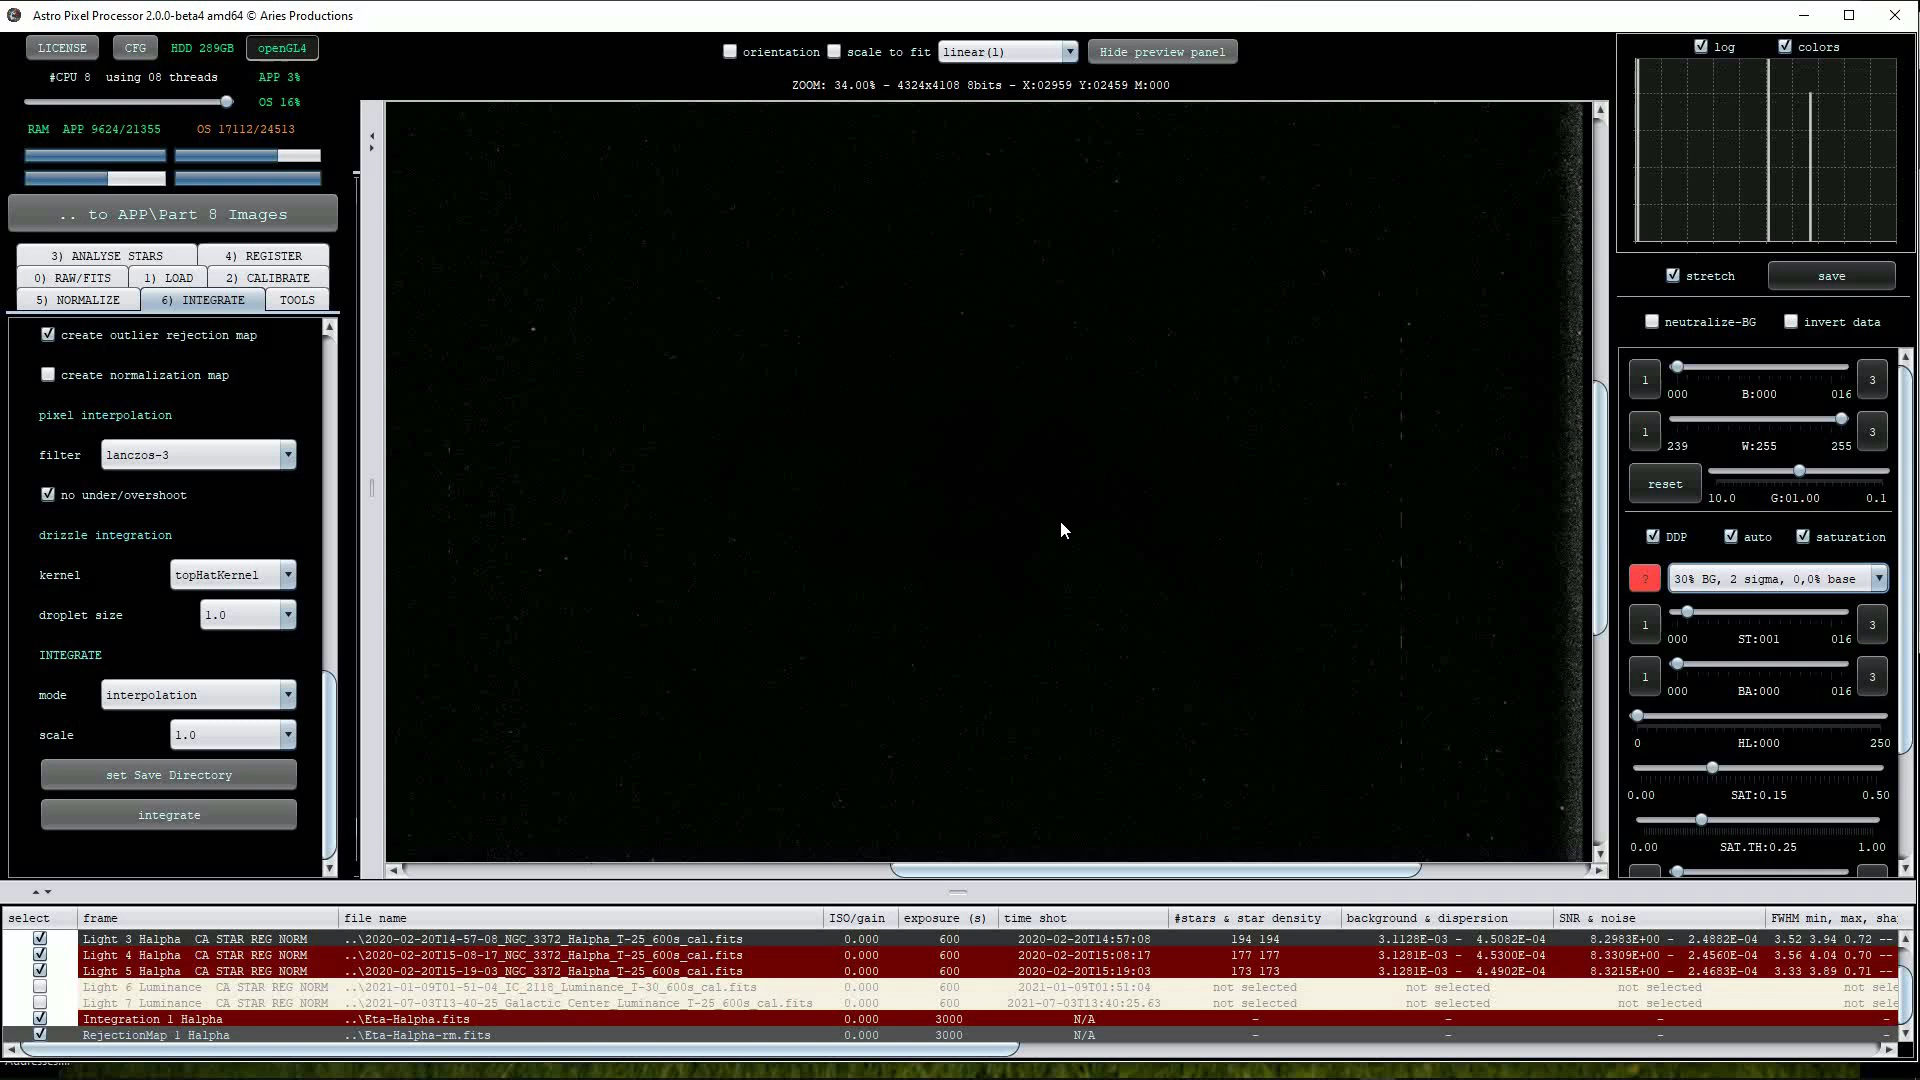 Astro Pixel Processor 2.0.0-beta4 amd64 © Aries Productions
LICENSE CFG HDD 289GB openGL4
#CPU 8 using 08 threads APP 3%
OS 16%
RAM APP 9624/21355 OS 17112/24513
.. to APP\Part 8 Images
3) ANALYSE STARS 4) REGISTER
0) RAW/FITS 1) LOAD 2) CALIBRATE
5) NORMALIZE 6) INTEGRATE TOOLS
create outlier rejection map
create normalization map
pixel interpolation
filter lanczos-3
no under/overshoot
drizzle integration
kernel topHatKernel
droplet size 1.0
INTEGRATE
mode interpolation
scale 1.0
set Save Directory
integrate
orientation scale to fit linear(1) Hide preview panel
ZOOM: 34.00% - 4324x4108 8bits - X:02959 Y:02459 M:000
log colors
stretch save
neutralize-BG invert data
1 3
000 B:000 016
1 3
239 W:255 255
reset
10.0 G:01.00 0.1
DDP auto saturation
? 30% BG, 2 sigma, 0,0% base
1 3
000 ST:001 016
1 3
000 BA:000 016
0 HL:000 250
0.00 SAT:0.15 0.50
0.00 SAT.TH:0.25 1.00
select frame file name ISO/gain exposure (s) time shot #stars & star density background & dispersion SNR & noise FWHM min, max, sha
Light 3 Halpha CA STAR REG NORM ..\2020-02-20T14-57-08_NGC_3372_Halpha_T-25_600s_cal.fits 0.000 600 2020-02-20T14:57:08 194 194 3.1128E-03 - 4.5082E-04 8.2983E+00 - 2.4882E-04 3.52 3.94 0.72 --
Light 4 Halpha CA STAR REG NORM ..\2020-02-20T15-08-17_NGC_3372_Halpha_T-25_600s_cal.fits 0.000 600 2020-02-20T15:08:17 177 177 3.1281E-03 - 4.5300E-04 8.3309E+00 - 2.4560E-04 3.56 4.04 0.70 --
Light 5 Halpha CA STAR REG NORM ..\2020-02-20T15-19-03_NGC_3372_Halpha_T-25_600s_cal.fits 0.000 600 2020-02-20T15:19:03 173 173 3.1281E-03 - 4.4902E-04 8.3215E+00 - 2.4683E-04 3.33 3.89 0.71 --
Light 6 Luminance CA STAR REG NORM ..\2021-01-09T01-51-04_IC_2118_Luminance_T-30_600s_cal.fits 0.000 600 2021-01-09T01:51:04 not selected not selected not selected not sele
Light 7 Luminance CA STAR REG NORM ..\2021-07-03T13-40-25_Galactic_Center_Luminance_T-25_600s_cal.fits 0.000 600 2021-07-03T13:40:25.63 not selected not selected not selected not sele
Integration 1 Halpha ..\Eta-Halpha.fits 0.000 3000 N/A - - - -
RejectionMap 1 Halpha ..\Eta-Halpha-rm.fits 0.000 3000 N/A - - - -